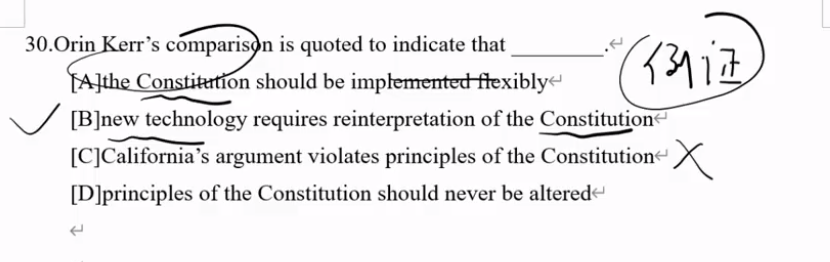 30.Orin Kerr’s comparison is quoted to indicate that ________.
例证
[A]the Constitution should be implemented flexibly
[B]new technology requires reinterpretation of the Constitution
[C]California’s argument violates principles of the Constitution
[D]principles of the Constitution should never be altered